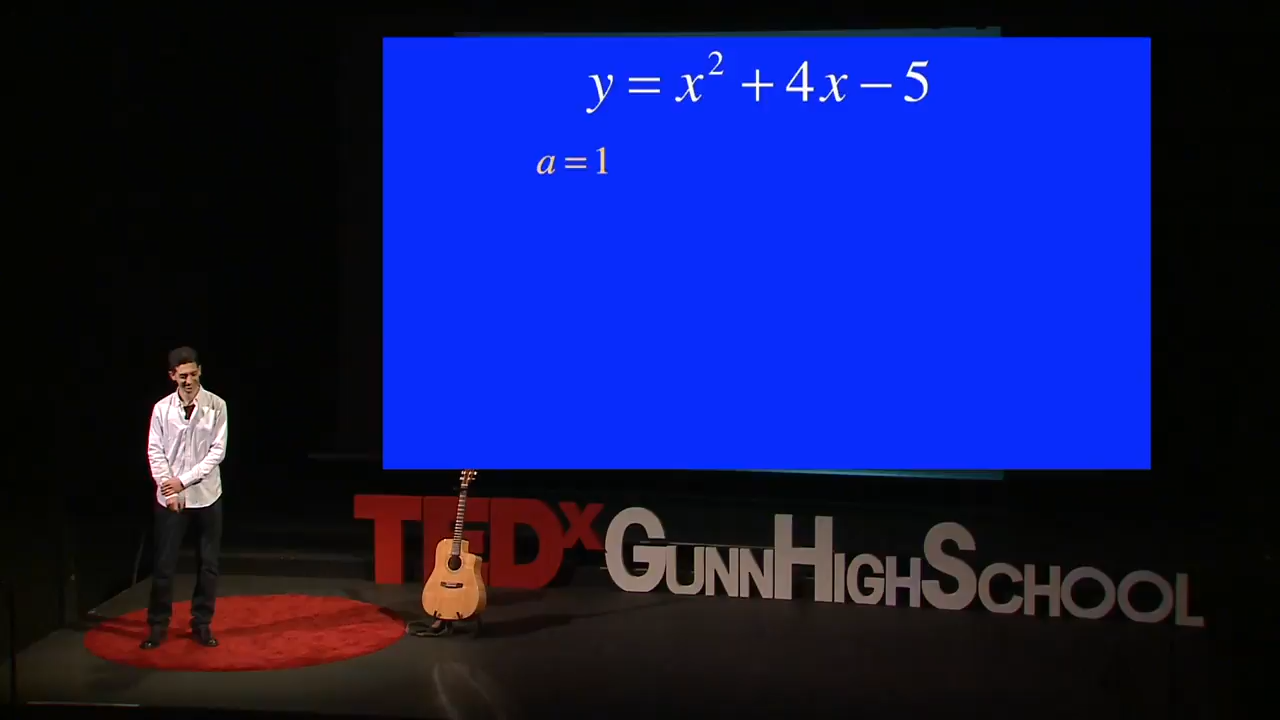 y = x² + 4x − 5
a = 1
TEDx GUNNHIGHSCHOOL